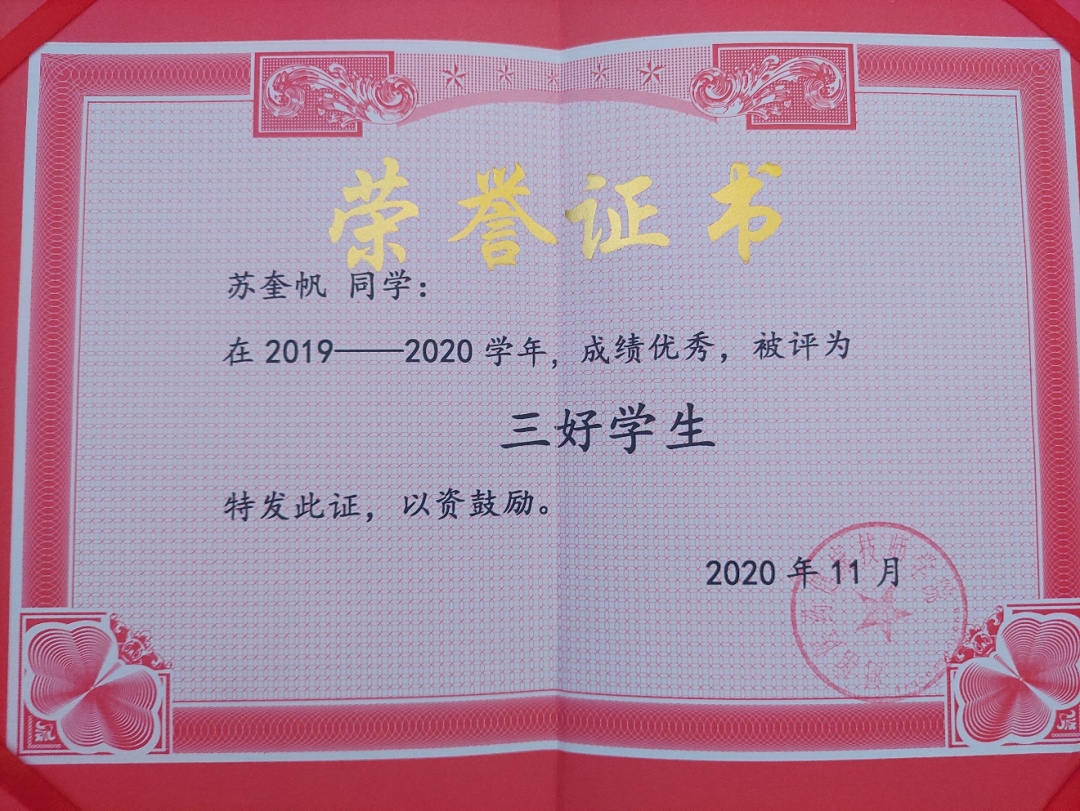 荣誉证书
苏奎帆 同学：
在 2019——2020 学年，成绩优秀，被评为
三好学生
特发此证，以资鼓励。
2020 年 11 月